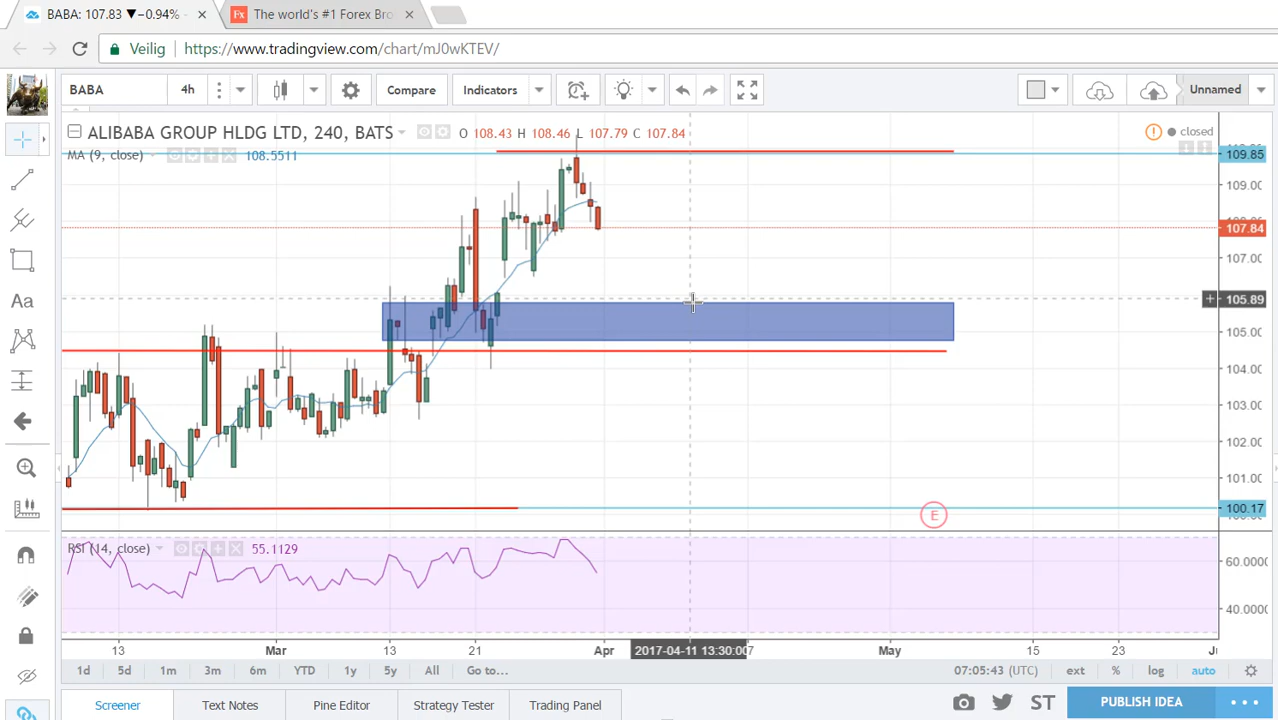 BABA: 107.83 ▼−0.94% ×
Fx The world's #1 Forex Bro ×
Veilig https://www.tradingview.com/chart/mJ0wKTEV/
BABA 4h Compare Indicators Unnamed
ALIBABA GROUP HLDG LTD, 240, BATS O 108.43 H 108.46 L 107.79 C 107.84 closed
MA (9, close) 108.5511
109.85
109.00
107.84
107.00
+ 105.89
105.00
104.00
103.00
102.00
101.00
100.17
E
RSI (14, close) 55.1129
60.0000
40.0000
13 Mar 13 21 Apr 2017-04-11 13:30:00 May 15 23
1d 5d 1m 3m 6m YTD 1y 5y All Go to... 07:05:43 (UTC) ext % log auto
Aa
Screener Text Notes Pine Editor Strategy Tester Trading Panel ST PUBLISH IDEA